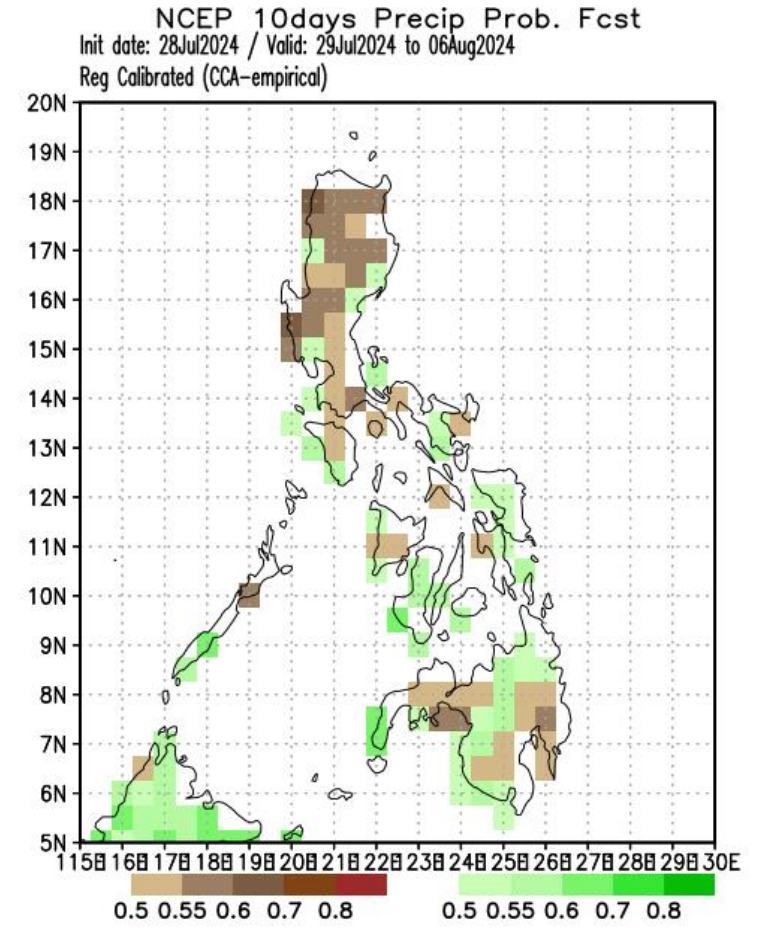 NCEP 10days Precip Prob. Fcst
Init date: 28Jul2024 / Valid: 29Jul2024 to 06Aug2024
Reg Calibrated (CCA-empirical)
20N
19N
18N
17N
16N
15N
14N
13N
12N
11N
10N
9N
8N
7N
6N
5N
115E 116E 117E 118E 119E 120E 121E 122E 123E 124E 125E 126E 127E 128E 129E 130E
0.5 0.55 0.6 0.7 0.8 0.5 0.55 0.6 0.7 0.8